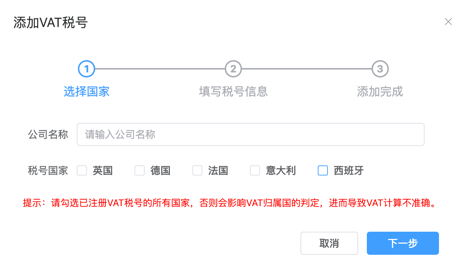 添加VAT税号
1 2 3
选择国家 填写税号信息 添加完成
公司名称 请输入公司名称
税号国家 英国 德国 法国 意大利 西班牙
提示：请勾选已注册VAT税号的所有国家，否则会影响VAT归属国的判定，进而导致VAT计算不准确。
取消 下一步